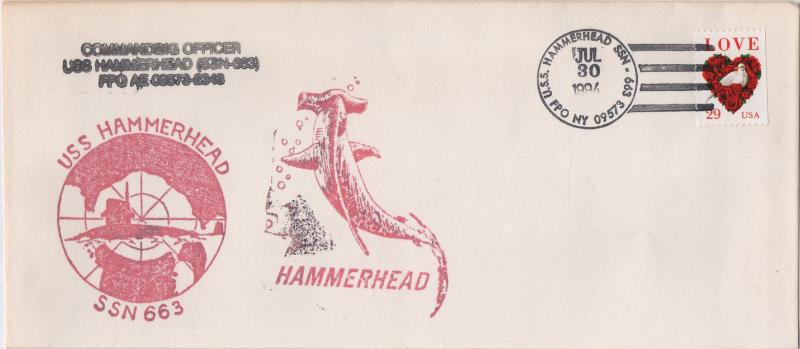 COMMANDING OFFICER
USS HAMMERHEAD (SSN-663)
FPO AE 09573-2343
U.S.S. HAMMERHEAD SSN-663
JUL
30
1994
FPO NY 09573
LOVE
29 USA
USS HAMMERHEAD
SSN 663
HAMMERHEAD